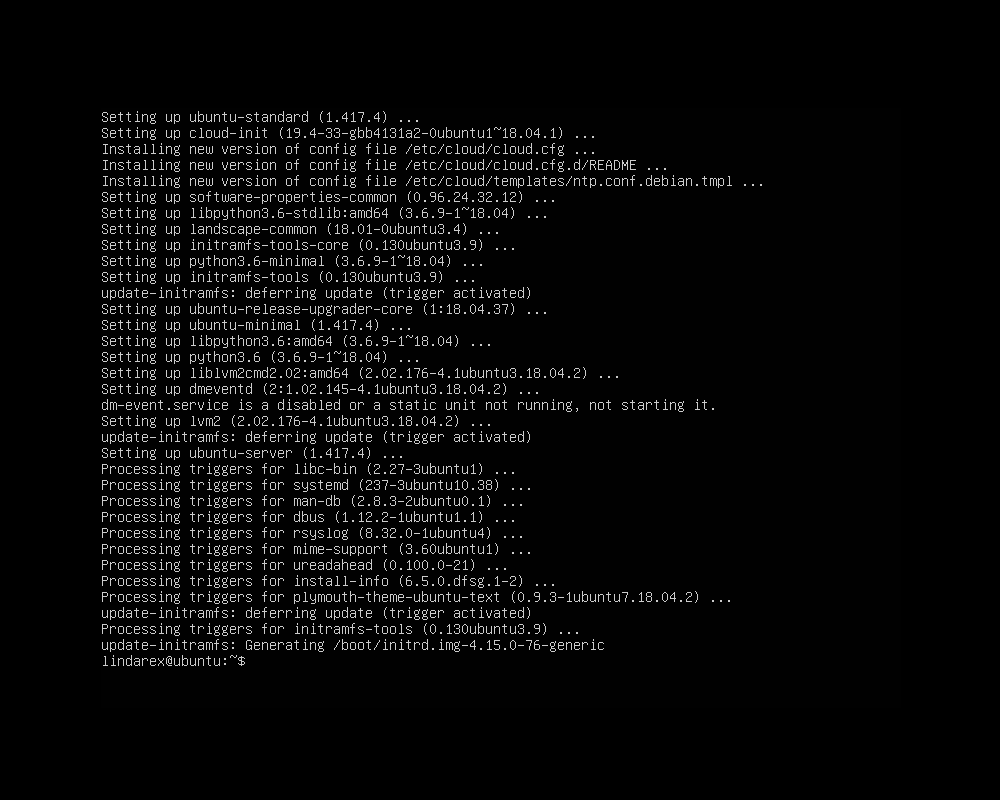 Setting up ubuntu-standard (1.417.4) ...
Setting up cloud-init (19.4-33-gbb4131a2-0ubuntu1~18.04.1) ...
Installing new version of config file /etc/cloud/cloud.cfg ...
Installing new version of config file /etc/cloud/cloud.cfg.d/README ...
Installing new version of config file /etc/cloud/templates/ntp.conf.debian.tmpl ...
Setting up software-properties-common (0.96.24.32.12) ...
Setting up libpython3.6-stdlib:amd64 (3.6.9-1~18.04) ...
Setting up landscape-common (18.01-0ubuntu3.4) ...
Setting up initramfs-tools-core (0.130ubuntu3.9) ...
Setting up python3.6-minimal (3.6.9-1~18.04) ...
Setting up initramfs-tools (0.130ubuntu3.9) ...
update-initramfs: deferring update (trigger activated)
Setting up ubuntu-release-upgrader-core (1:18.04.37) ...
Setting up ubuntu-minimal (1.417.4) ...
Setting up libpython3.6:amd64 (3.6.9-1~18.04) ...
Setting up python3.6 (3.6.9-1~18.04) ...
Setting up liblvm2cmd2.02:amd64 (2.02.176-4.1ubuntu3.18.04.2) ...
Setting up dmeventd (2:1.02.145-4.1ubuntu3.18.04.2) ...
dm-event.service is a disabled or a static unit not running, not starting it.
Setting up lvm2 (2.02.176-4.1ubuntu3.18.04.2) ...
update-initramfs: deferring update (trigger activated)
Setting up ubuntu-server (1.417.4) ...
Processing triggers for libc-bin (2.27-3ubuntu1) ...
Processing triggers for systemd (237-3ubuntu10.38) ...
Processing triggers for man-db (2.8.3-2ubuntu0.1) ...
Processing triggers for dbus (1.12.2-1ubuntu1.1) ...
Processing triggers for rsyslog (8.32.0-1ubuntu4) ...
Processing triggers for mime-support (3.60ubuntu1) ...
Processing triggers for ureadahead (0.100.0-21) ...
Processing triggers for install-info (6.5.0.dfsg.1-2) ...
Processing triggers for plymouth-theme-ubuntu-text (0.9.3-1ubuntu7.18.04.2) ...
update-initramfs: deferring update (trigger activated)
Processing triggers for initramfs-tools (0.130ubuntu3.9) ...
update-initramfs: Generating /boot/initrd.img-4.15.0-76-generic
lindarex@ubuntu:~$